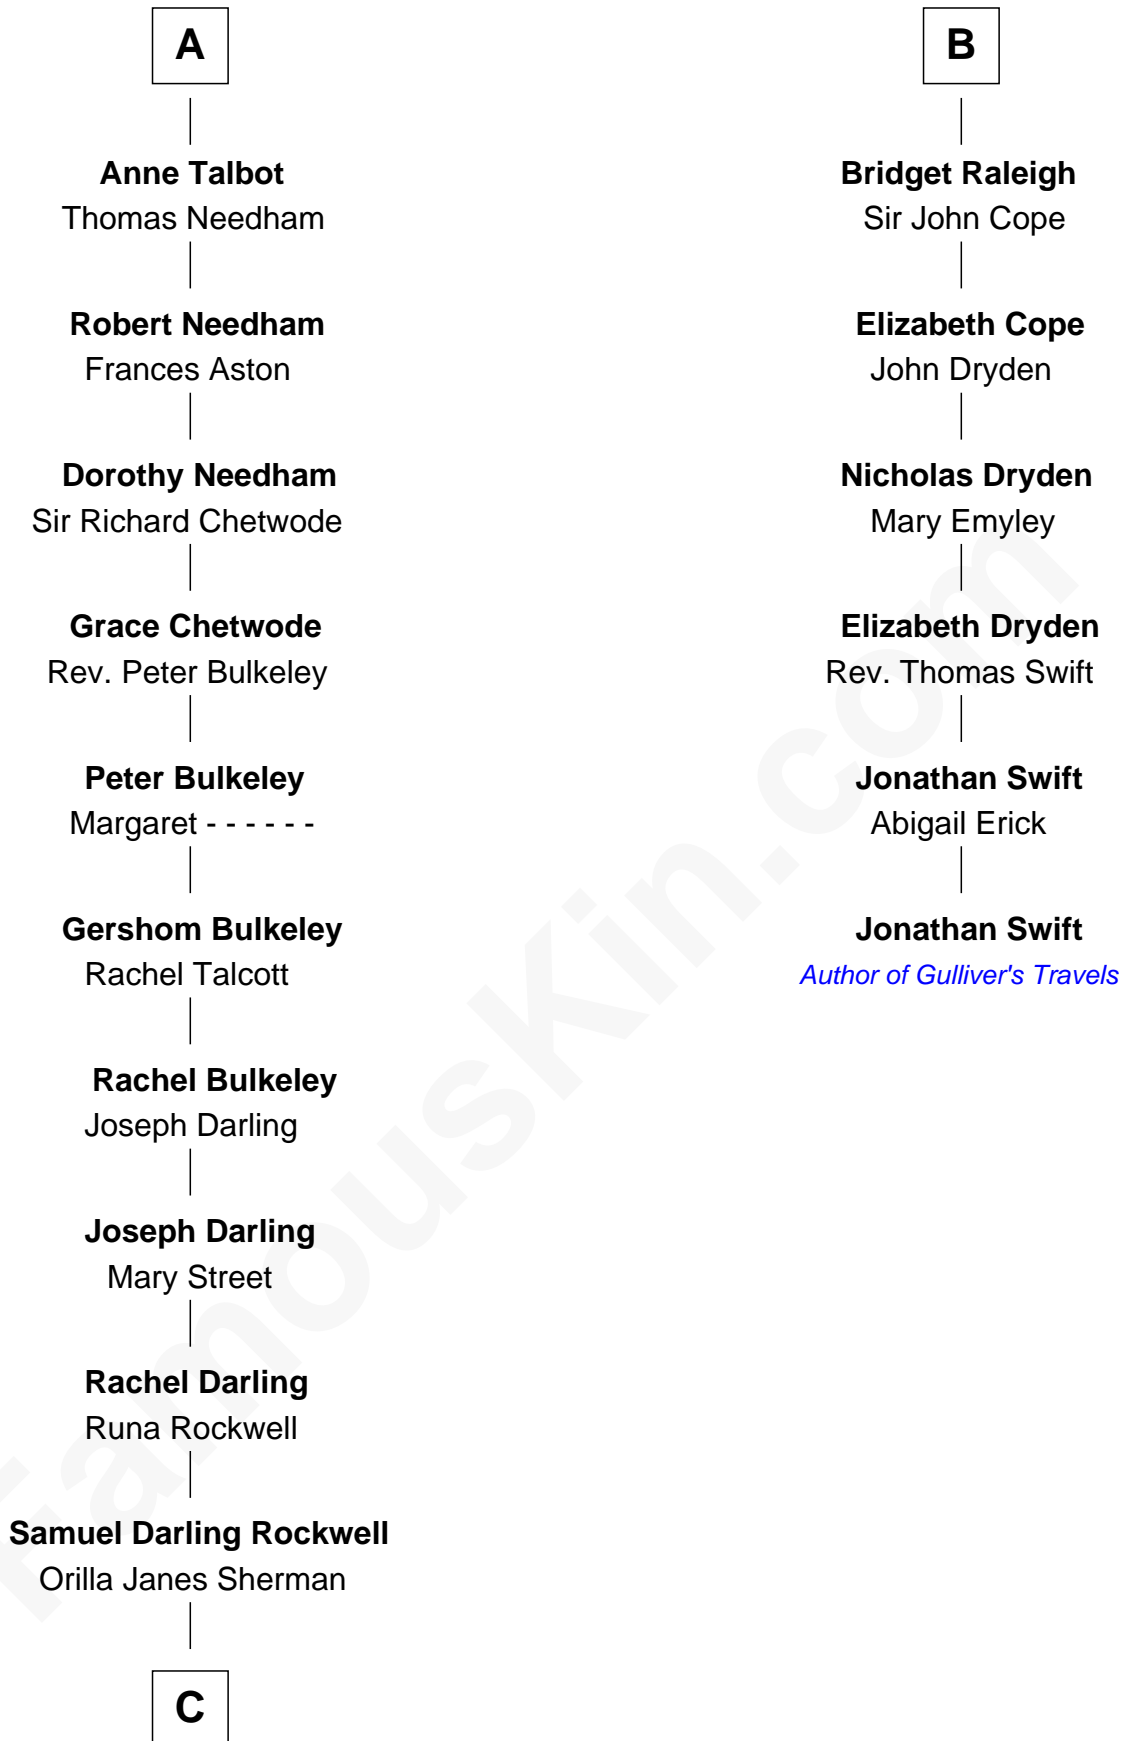 A
Anne Talbot
Thomas Needham
Robert Needham
Frances Aston
Dorothy Needham
Sir Richard Chetwode
Grace Chetwode
Rev. Peter Bulkeley
Peter Bulkeley
Margaret - - - - - -
Gershom Bulkeley
Rachel Talcott
Rachel Bulkeley
Joseph Darling
Joseph Darling
Mary Street
Rachel Darling
Runa Rockwell
Samuel Darling Rockwell
Orilla Janes Sherman
C
B
Bridget Raleigh
Sir John Cope
Elizabeth Cope
John Dryden
Nicholas Dryden
Mary Emyley
Elizabeth Dryden
Rev. Thomas Swift
Jonathan Swift
Abigail Erick
Jonathan Swift
Author of Gulliver's Travels
FamousKin.com